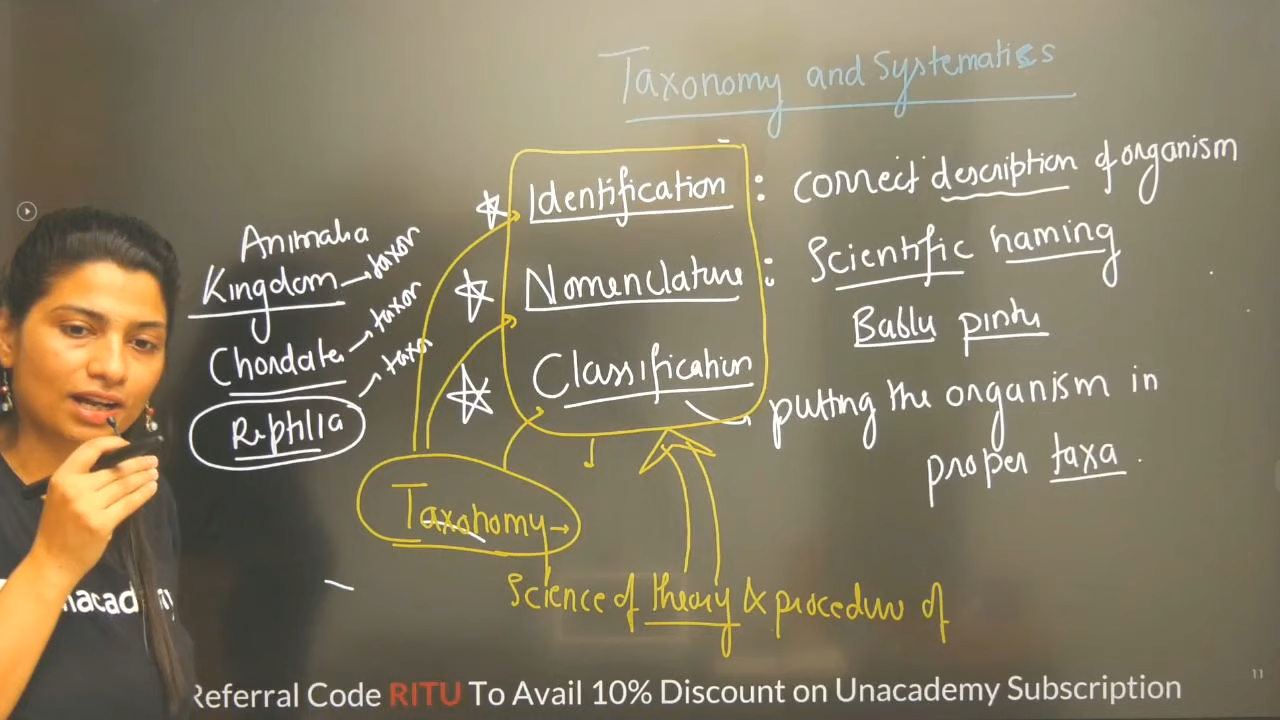 Taxonomy and Systematics
Identification : correct description of organism
Nomenclature : Scientific naming
Bablu pintu
Classification → putting the organism in
proper taxa.
Animalia
Kingdom → taxon
Chordata → taxon
Reptilia → taxon
Taxonomy →
Science of theory & procedure of
nacademy
Referral Code RITU To Avail 10% Discount on Unacademy Subscription
11